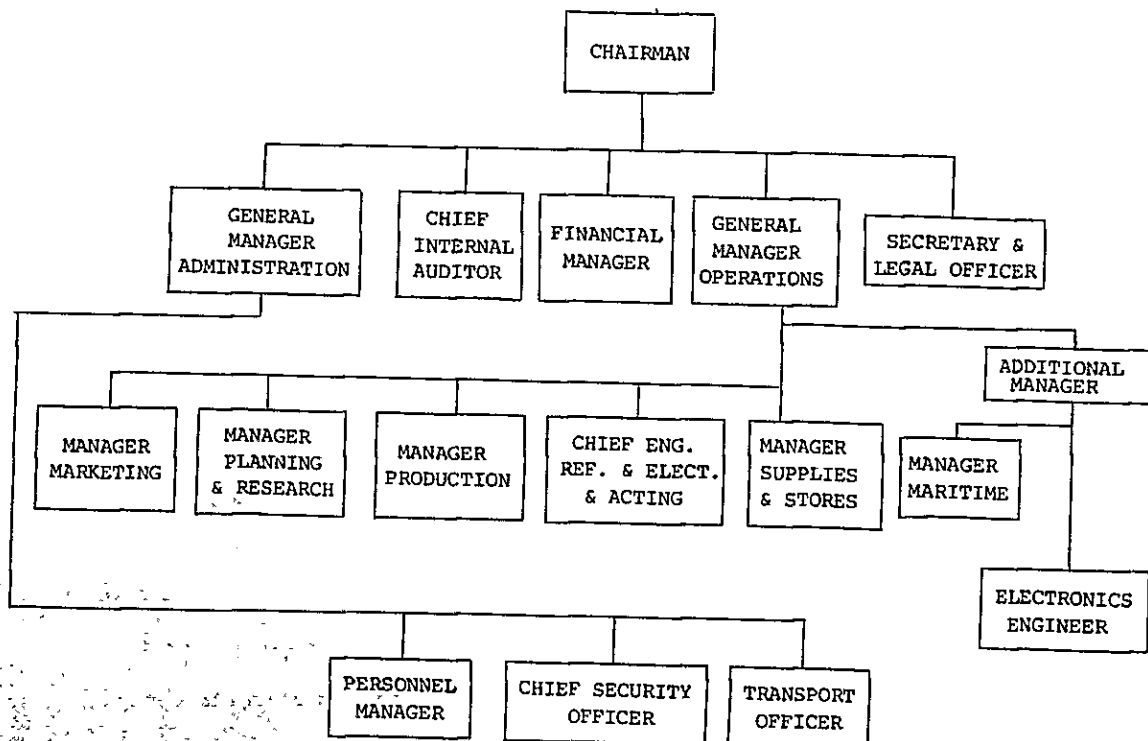 CHAIRMAN
GENERAL
MANAGER
ADMINISTRATION
CHIEF
INTERNAL
AUDITOR
FINANCIAL
MANAGER
GENERAL
MANAGER
OPERATIONS
SECRETARY &
LEGAL OFFICER
ADDITIONAL
MANAGER
MANAGER
MARKETING
MANAGER
PLANNING
& RESEARCH
MANAGER
PRODUCTION
CHIEF ENG.
REF. & ELECT.
& ACTING
MANAGER
SUPPLIES
& STORES
MANAGER
MARITIME
ELECTRONICS
ENGINEER
PERSONNEL
MANAGER
CHIEF SECURITY
OFFICER
TRANSPORT
OFFICER